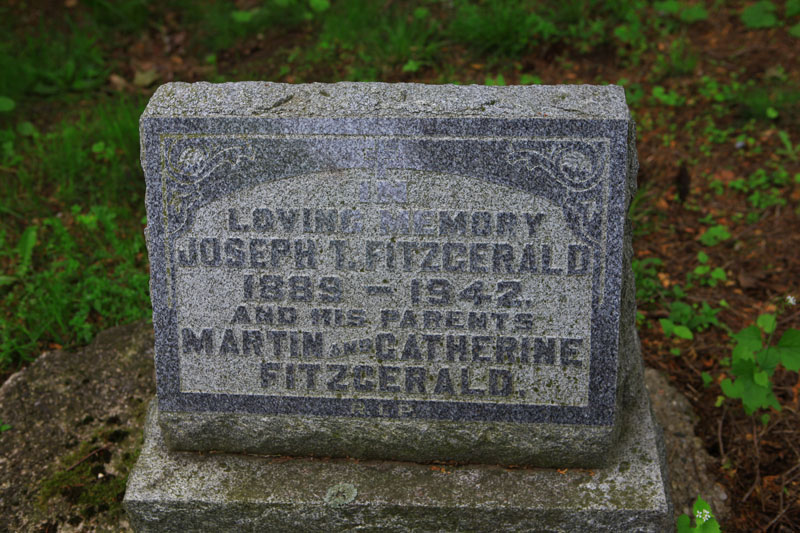 IN
LOVING MEMORY
JOSEPH T. FITZGERALD
1889 - 1942.
AND HIS PARENTS
MARTIN AND CATHERINE
FITZGERALD.